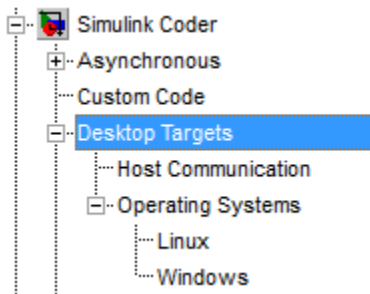 Simulink Coder
Asynchronous
Custom Code
Desktop Targets
Host Communication
Operating Systems
Linux
Windows